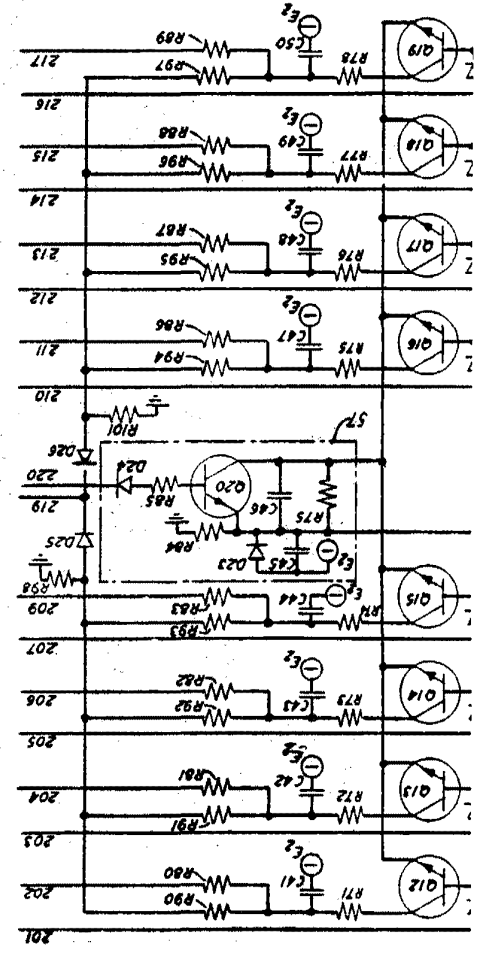 201
R71
R90
Q12
C41
R80
202
E2
203
R72
R91
Q13
C42
R81
204
E2
205
R73
R92
Q14
C43
R82
206
E2
207
R74
R93
Q15
C44
R83
209
E2
R98
E2
C45
D23
D25
R84
R75
C46
Q20
R85
219
D24
220
D26
57
R101
210
R75
R94
Q16
C47
R86
211
E2
212
R76
R95
Q17
C48
R87
213
E2
214
R77
R96
Q18
C49
R88
215
E2
216
R78
R97
Q19
C50
R89
217
E2